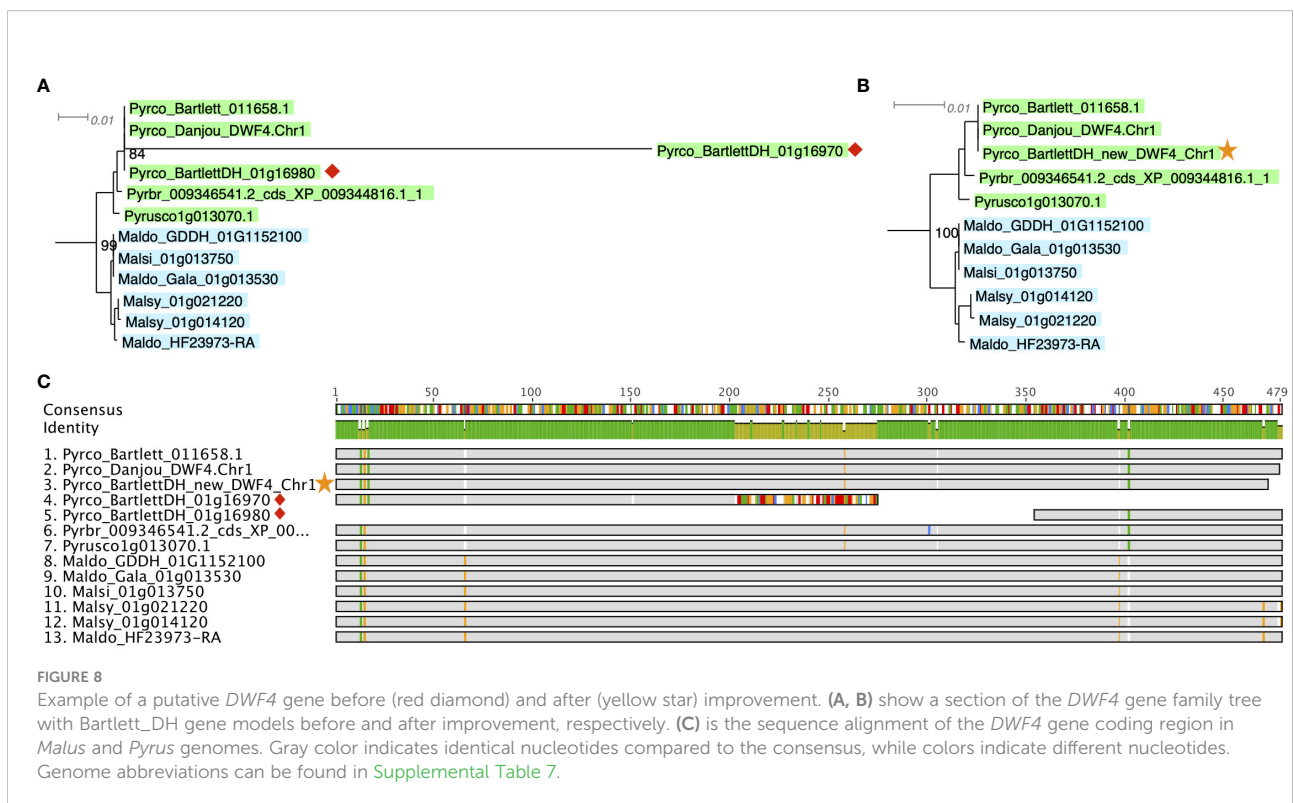 A
B
0.01
Pyrco_Bartlett_011658.1
Pyrco_Danjou_DWF4.Chr1
84
Pyrco_BartlettDH_01g16970
Pyrco_BartlettDH_01g16980
Pyrbr_009346541.2_cds_XP_009344816.1_1
Pyrusco1g013070.1
99
Maldo_GDDH_01G1152100
Malsi_01g013750
Maldo_Gala_01g013530
Malsy_01g021220
Malsy_01g014120
Maldo_HF23973-RA
0.01
Pyrco_Bartlett_011658.1
Pyrco_Danjou_DWF4.Chr1
Pyrco_BartlettDH_new_DWF4_Chr1
Pyrbr_009346541.2_cds_XP_009344816.1_1
Pyrusco1g013070.1
100
Maldo_GDDH_01G1152100
Maldo_Gala_01g013530
Malsi_01g013750
Malsy_01g014120
Malsy_01g021220
Maldo_HF23973-RA
C
1 50 100 150 200 250 300 350 400 450 479
Consensus
Identity
1. Pyrco_Bartlett_011658.1
2. Pyrco_Danjou_DWF4.Chr1
3. Pyrco_BartlettDH_new_DWF4_Chr1
4. Pyrco_BartlettDH_01g16970
5. Pyrco_BartlettDH_01g16980
6. Pyrbr_009346541.2_cds_XP_00...
7. Pyrusco1g013070.1
8. Maldo_GDDH_01G1152100
9. Maldo_Gala_01g013530
10. Malsi_01g013750
11. Malsy_01g021220
12. Malsy_01g014120
13. Maldo_HF23973-RA
FIGURE 8
Example of a putative DWF4 gene before (red diamond) and after (yellow star) improvement. (A, B) show a section of the DWF4 gene family tree
with Bartlett_DH gene models before and after improvement, respectively. (C) is the sequence alignment of the DWF4 gene coding region in
Malus and Pyrus genomes. Gray color indicates identical nucleotides compared to the consensus, while colors indicate different nucleotides.
Genome abbreviations can be found in Supplemental Table 7.